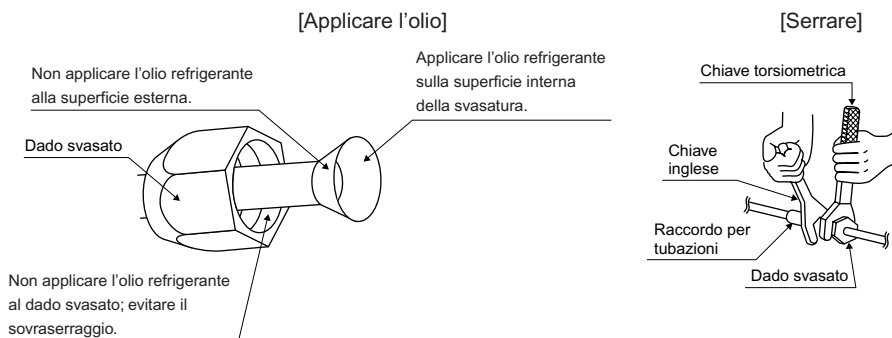 [Applicare l'olio]
Non applicare l'olio refrigerante
alla superficie esterna.
Applicare l'olio refrigerante
sulla superficie interna
della svasatura.
Dado svasato
Non applicare l'olio refrigerante
al dado svasato; evitare il
sovraserraggio.
[Serrare]
Chiave torsiometrica
Chiave
inglese
Raccordo per
tubazioni
Dado svasato